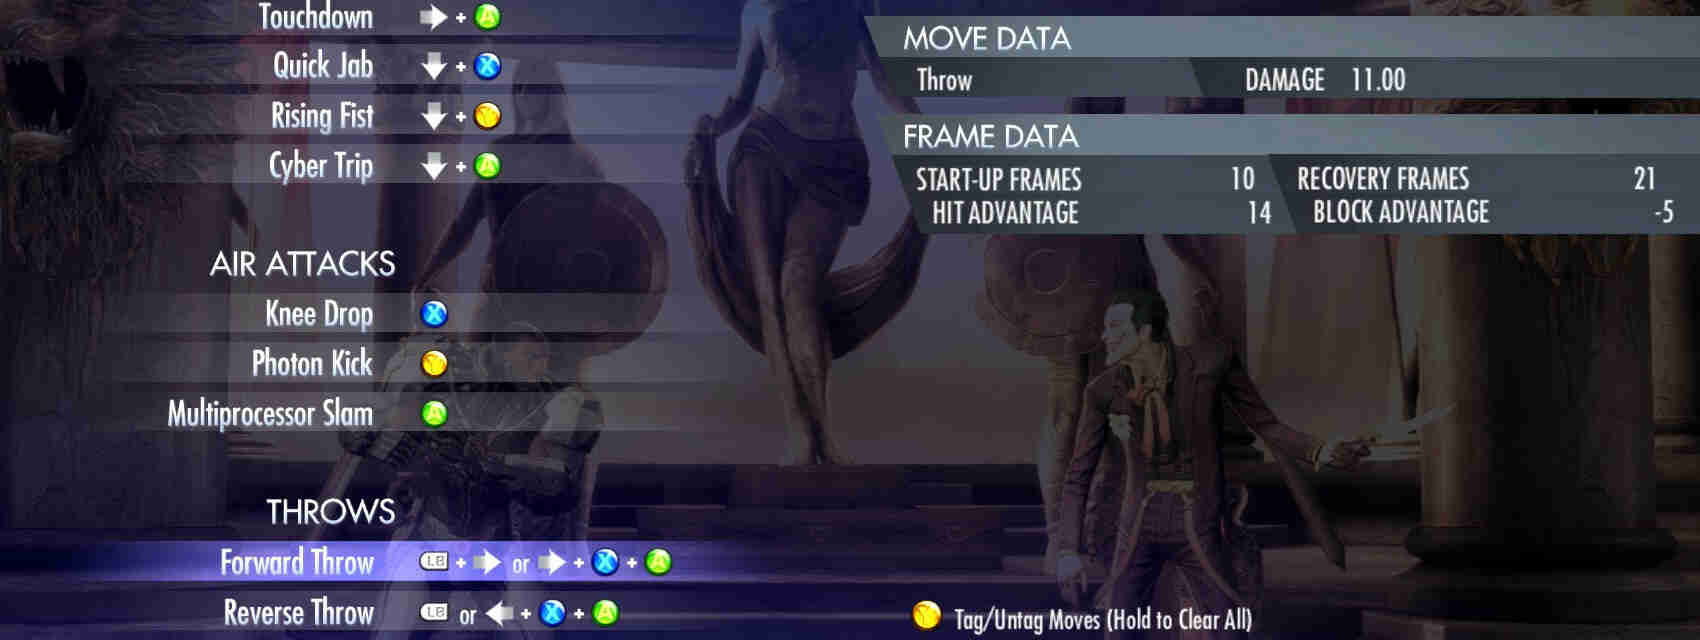 Touchdown + A
Quick Jab + X
Rising Fist + Y
Cyber Trip + A
AIR ATTACKS
Knee Drop X
Photon Kick Y
Multiprocessor Slam A
THROWS
Forward Throw LB + or + X + A
Reverse Throw LB or + X + A
MOVE DATA
Throw DAMAGE 11.00
FRAME DATA
START-UP FRAMES 10 RECOVERY FRAMES 21
HIT ADVANTAGE 14 BLOCK ADVANTAGE -5
Y Tag/Untag Moves (Hold to Clear All)